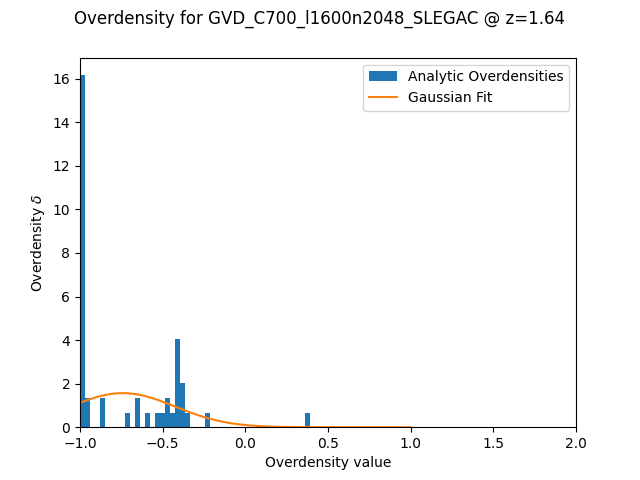 Overdensity for GVD_C700_l1600n2048_SLEGAC @ z=1.64
Analytic Overdensities
Gaussian Fit
Overdensity δ
16
14
12
10
8
6
4
2
0
−1.0 −0.5 0.0 0.5 1.0 1.5 2.0
Overdensity value